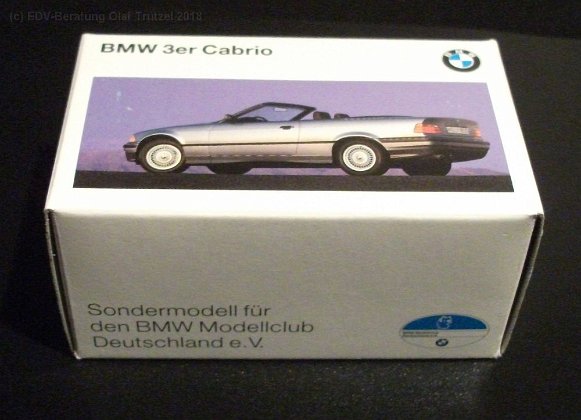 (c) EDV-Beratung Olaf Trutzel 2018
BMW 3er Cabrio
BMW
Sondermodell für
den BMW Modellclub
Deutschland e.V.